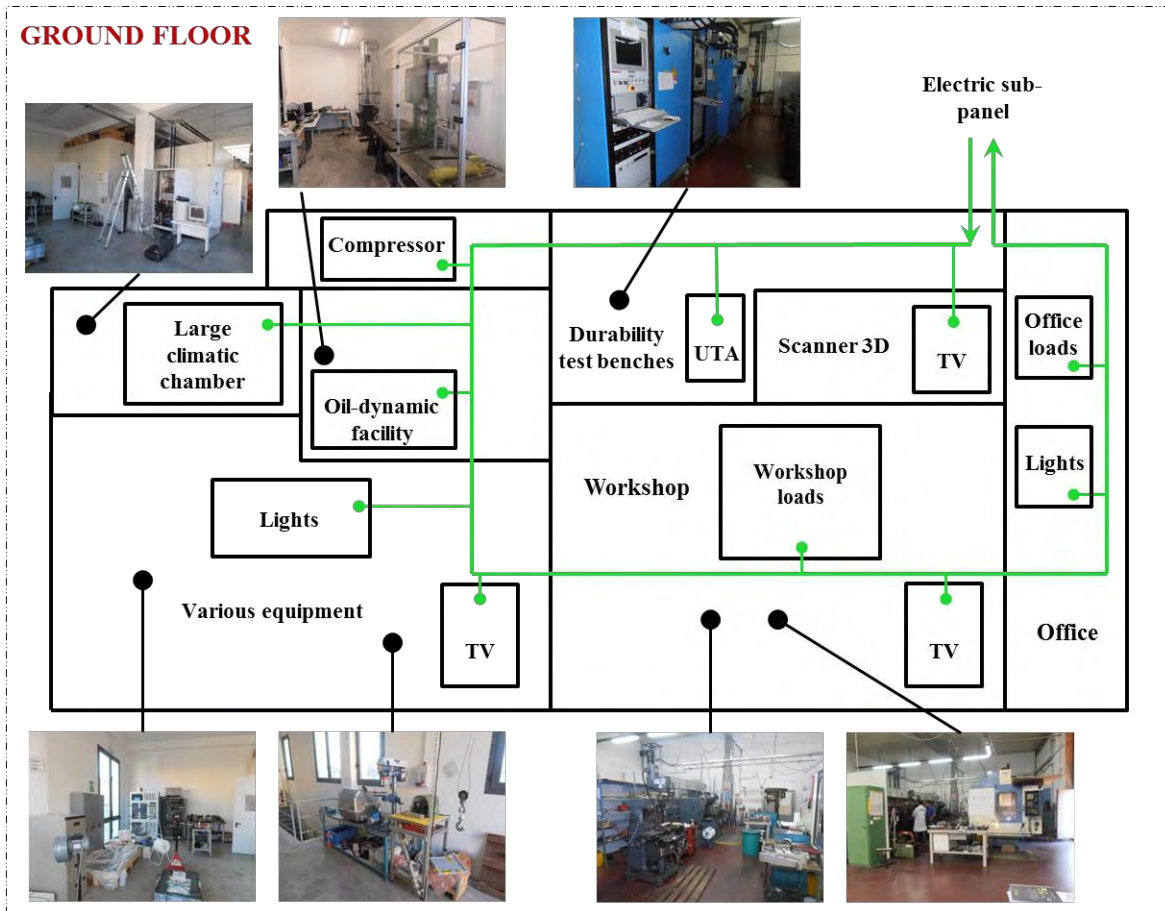 GROUND FLOOR
Electric sub-
panel
Compressor
Large
climatic
chamber
Oil-dynamic
facility
Durability
test benches
UTA
Scanner 3D
TV
Office
loads
Lights
Workshop
Workshop
loads
Lights
Various equipment
TV
TV
Office